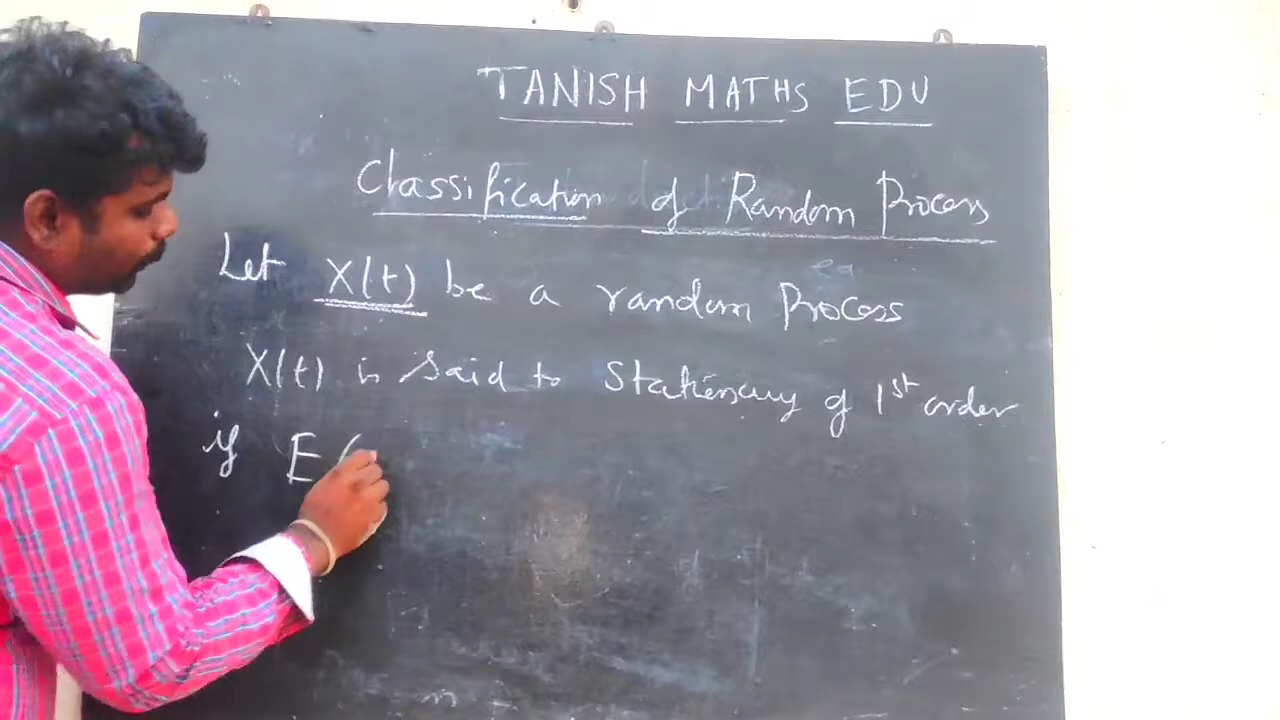 TANISH MATHS EDU
Classification of Random Process
Let X(t) be a random Process
X(t) is said to Stationary of 1st order
if E(